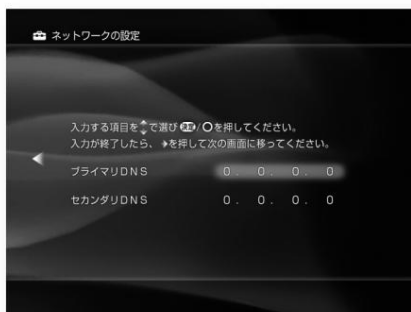 ネットワークの設定
入力する項目を で選び 決定/○を押してください。
入力が終了したら、 を押して次の画面に移ってください。
プライマリDNS 0. 0. 0. 0
セカンダリDNS 0. 0. 0. 0